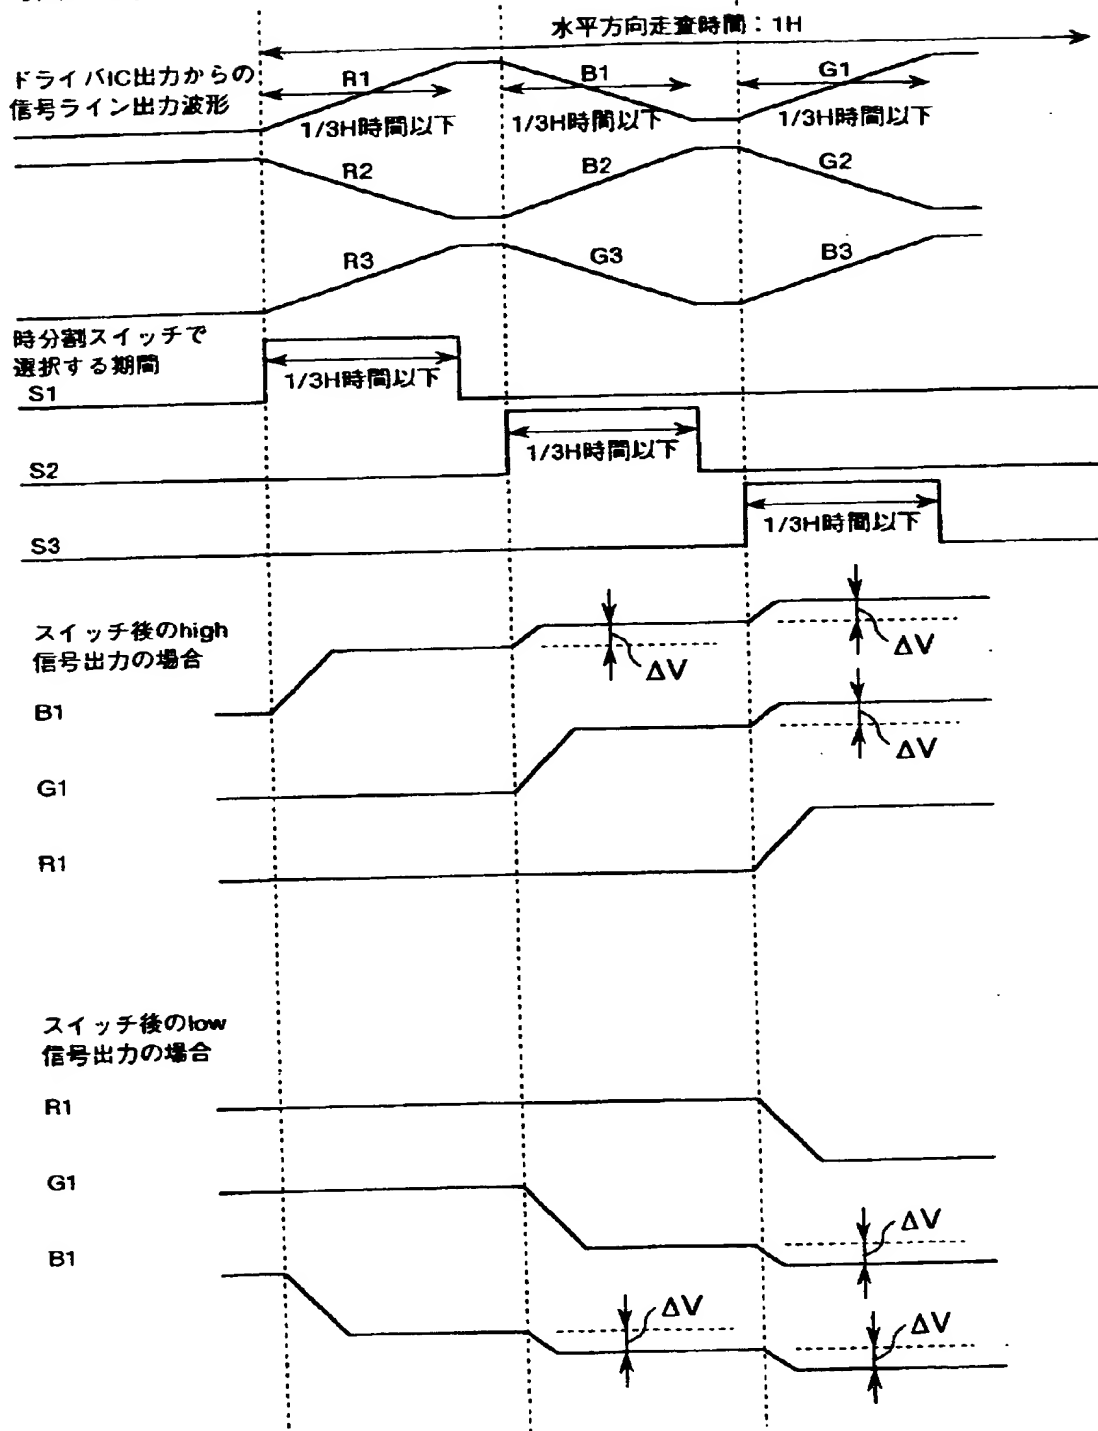 水平方向走査時間：1H
ドライバIC出力からの
信号ライン出力波形
R1
B1
G1
1/3H時間以下
1/3H時間以下
1/3H時間以下
R2
B2
G2
R3
G3
B3
時分割スイッチで
選択する期間
S1
1/3H時間以下
S2
1/3H時間以下
S3
1/3H時間以下
スイッチ後のhigh
信号出力の場合
ΔV
ΔV
B1
ΔV
G1
R1
スイッチ後のlow
信号出力の場合
R1
G1
ΔV
B1
ΔV
ΔV